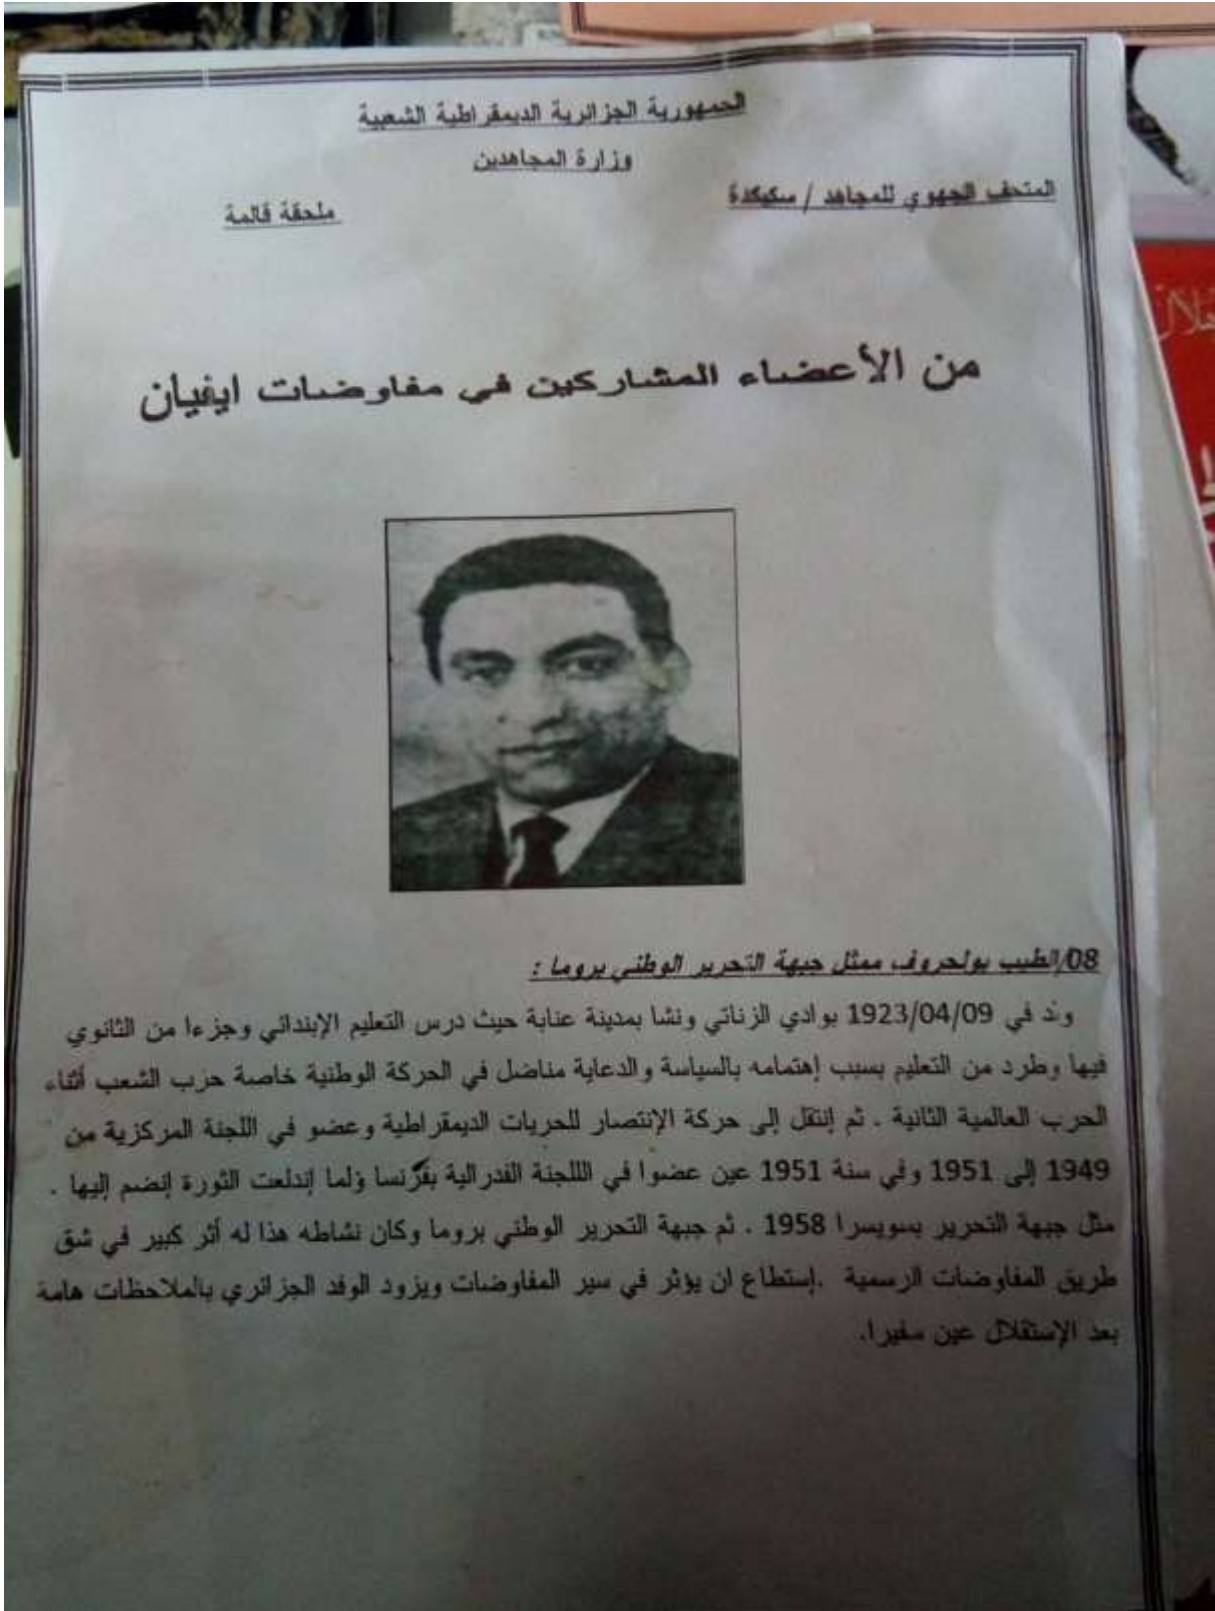 الجمهورية الجزائرية الديمقراطية الشعبية
وزارة المجاهدين
المتحف الجهوي للمجاهد / سكيكدة
ملحقة قالمة
من الأعضاء المشاركين في مفاوضات ايفيان
08/الطيب بولحروف ممثل جبهة التحرير الوطني بروما :
ولد في 1923/04/09 بوادي الزناتي ونشا بمدينة عنابة حيث درس التعليم الإبتدائي وجزءا من الثانوي
فيها وطرد من التعليم بسبب إهتمامه بالسياسة والدعاية مناضل في الحركة الوطنية خاصة حزب الشعب أثناء
الحرب العالمية الثانية . ثم إنتقل إلى حركة الإنتصار للحريات الديمقراطية وعضو في اللجنة المركزية من
1949 إلى 1951 وفي سنة 1951 عين عضوا في اللجنة الفدرالية بفرنسا ولما إندلعت الثورة إنضم إليها .
مثل جبهة التحرير بسويسرا 1958 . ثم جبهة التحرير الوطني بروما وكان نشاطه هذا له أثر كبير في شق
طريق المفاوضات الرسمية .إستطاع ان يؤثر في سير المفاوضات ويزود الوفد الجزائري بالملاحظات هامة
بعد الإستقلال عين سفيرا.